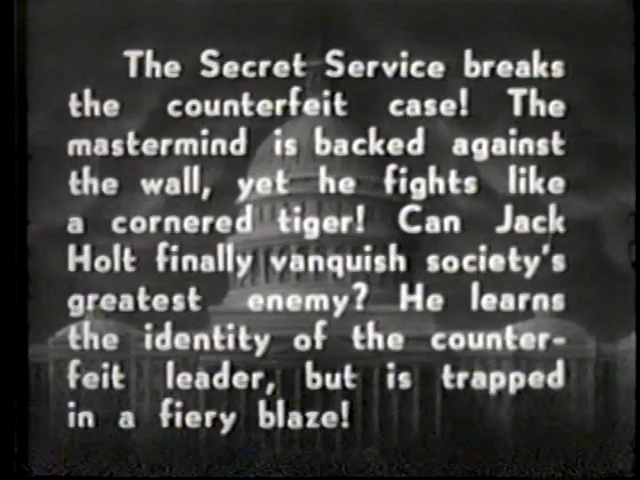 The Secret Service breaks
the counterfeit case! The
mastermind is backed against
the wall, yet he fights like
a cornered tiger! Can Jack
Holt finally vanquish society's
greatest enemy? He learns
the identity of the counter-
feit leader, but is trapped
in a fiery blaze!